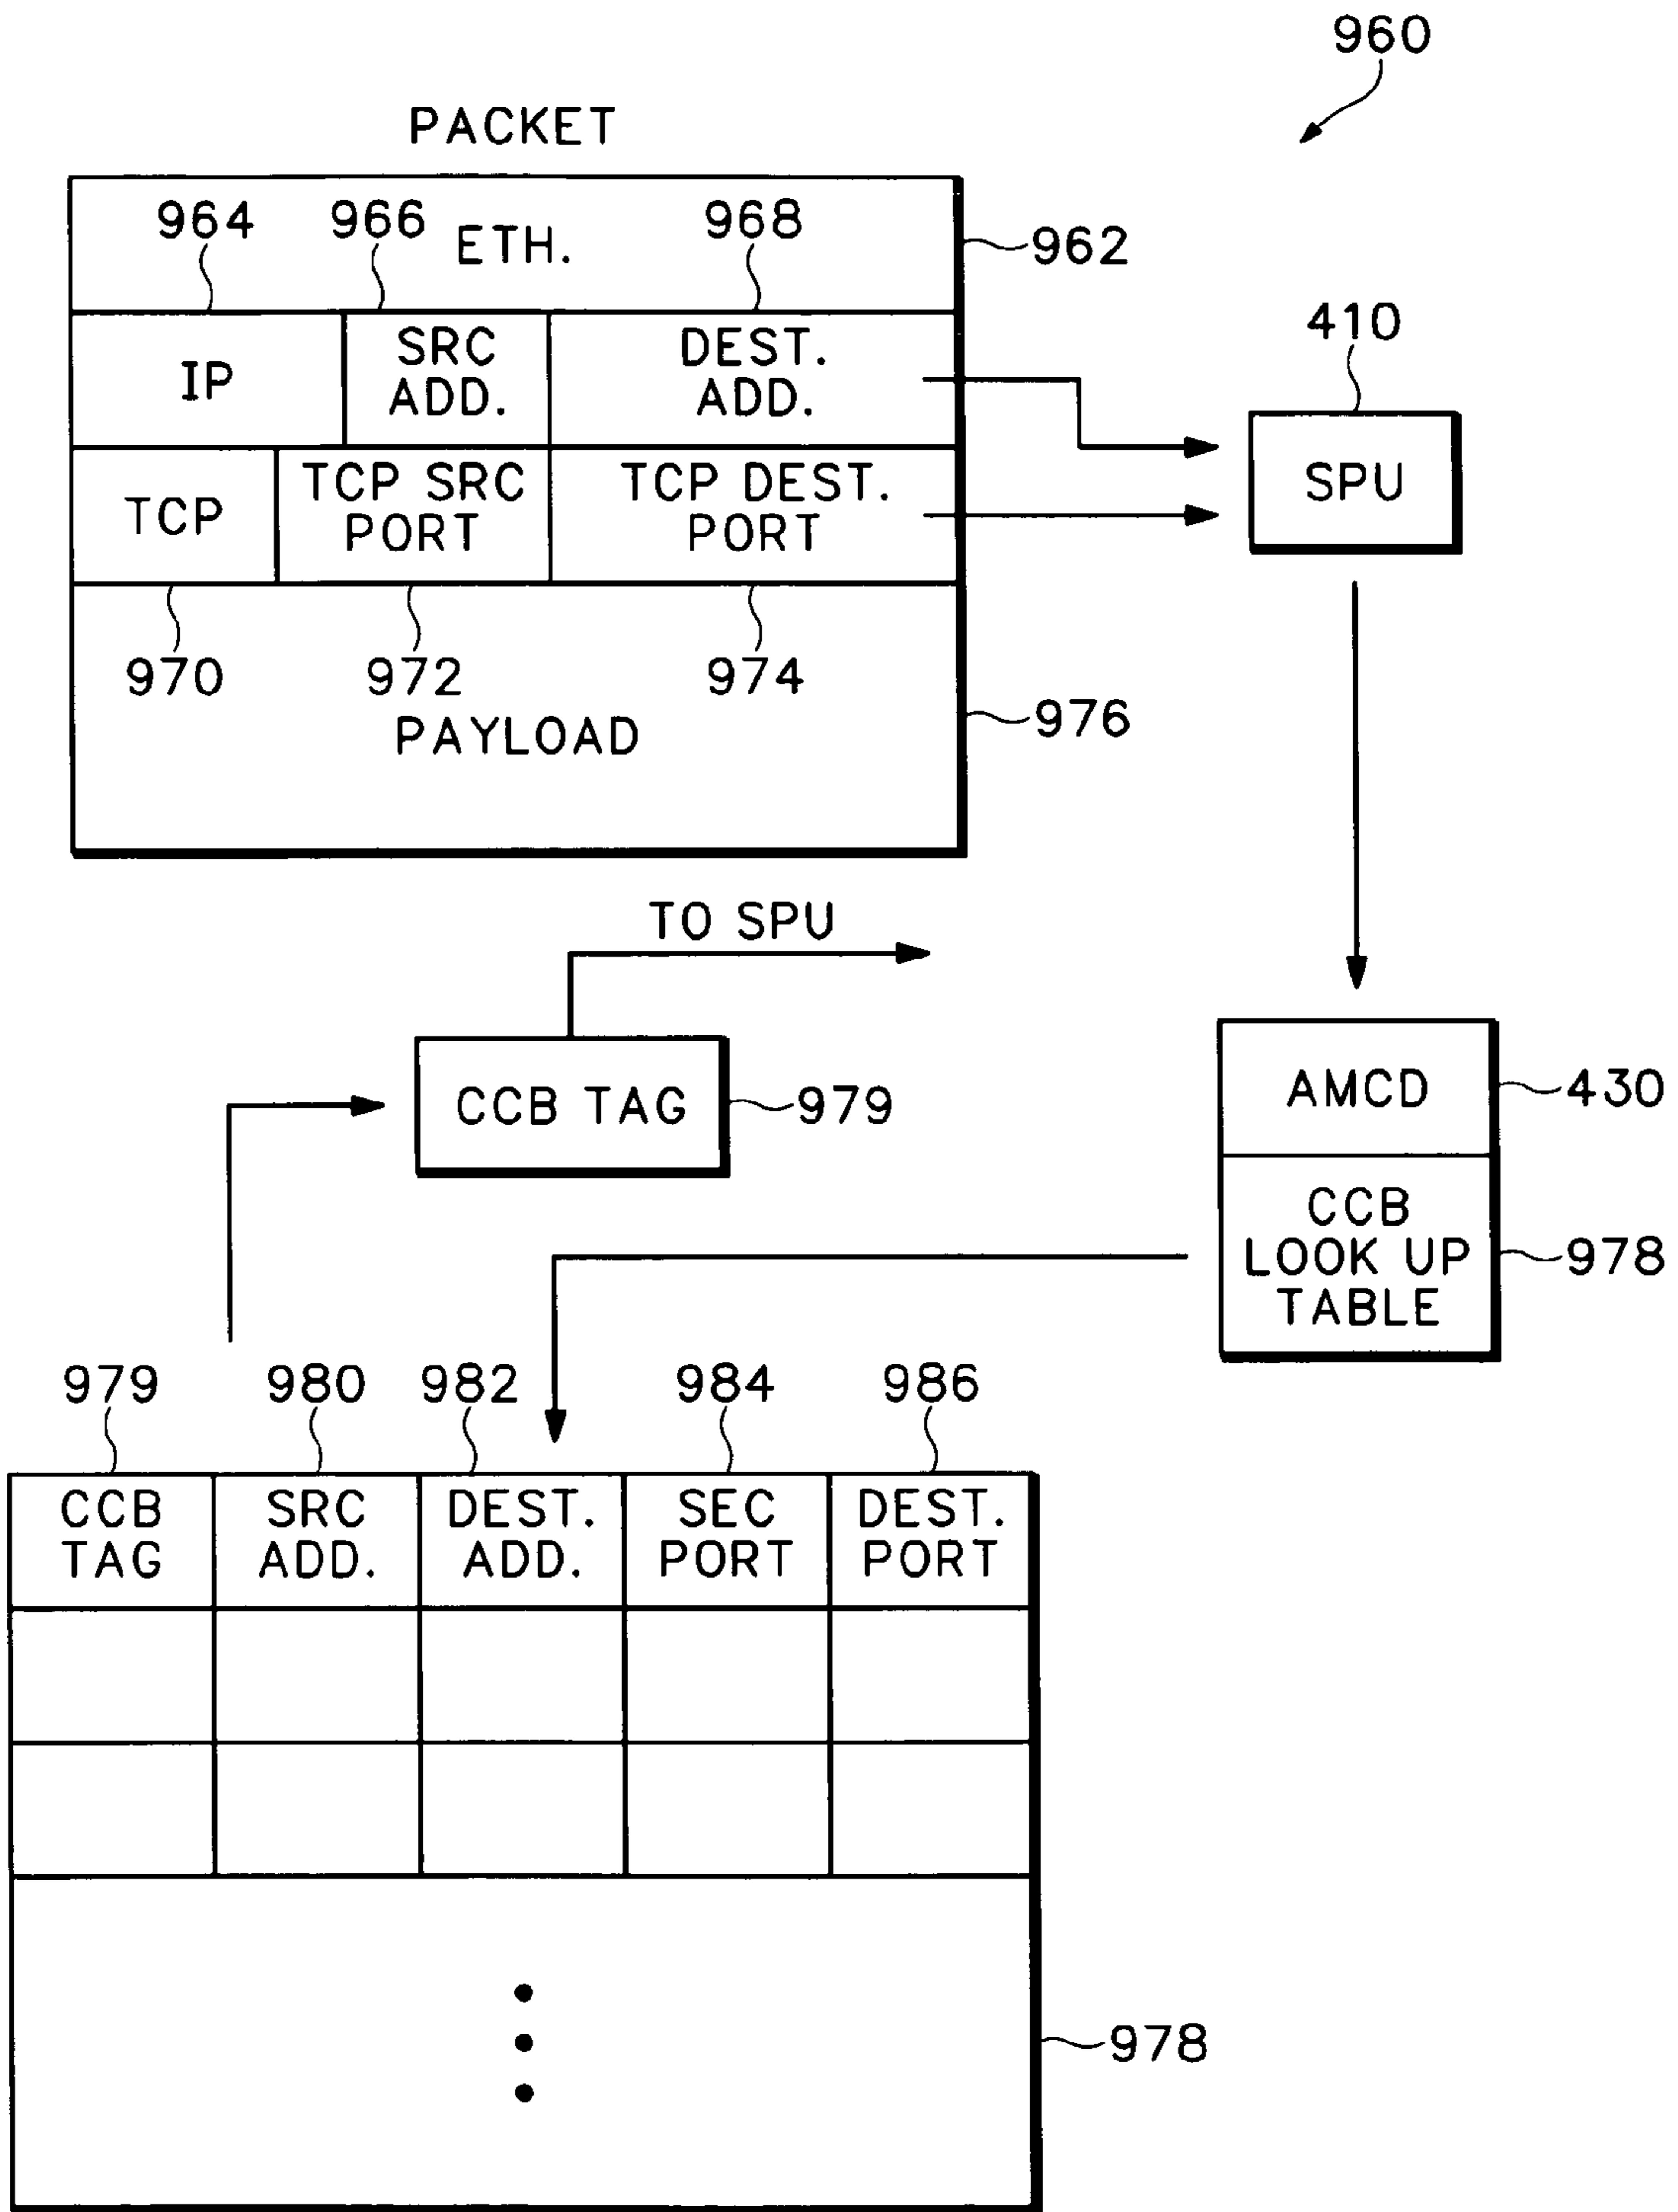 960
PACKET
964
966
968
ETH.
962
IP
SRC
ADD.
DEST.
ADD.
410
SPU
TCP
TCP SRC
PORT
TCP DEST.
PORT
970
972
974
PAYLOAD
976
TO SPU
CCB TAG
979
AMCD
430
CCB
LOOK UP
TABLE
978
979
980
982
984
986
CCB
TAG
SRC
ADD.
DEST.
ADD.
SEC
PORT
DEST.
PORT
978